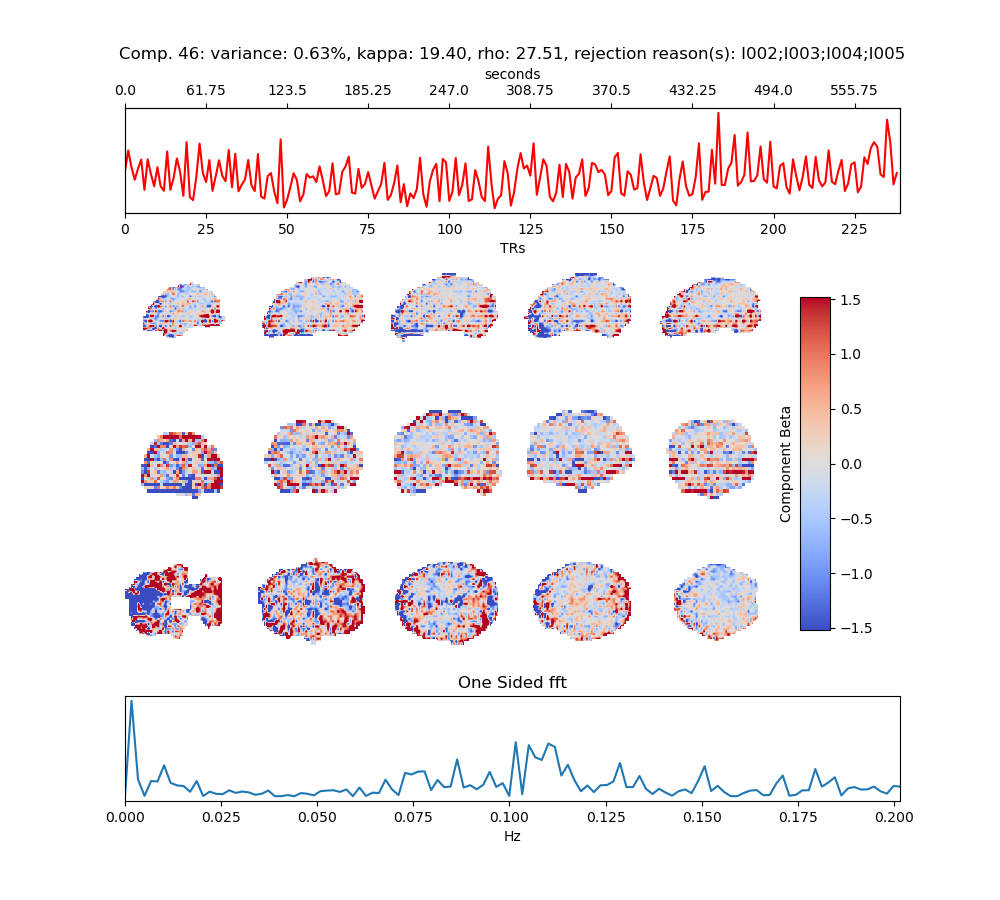 Comp. 46: variance: 0.63%, kappa: 19.40, rho: 27.51, rejection reason(s): I002;I003;I004;I005
seconds
0.0 61.75 123.5 185.25 247.0 308.75 370.5 432.25 494.0 555.75
0 25 50 75 100 125 150 175 200 225
TRs
1.5
1.0
0.5
0.0
−0.5
−1.0
−1.5
Component Beta
One Sided fft
0.000 0.025 0.050 0.075 0.100 0.125 0.150 0.175 0.200
Hz